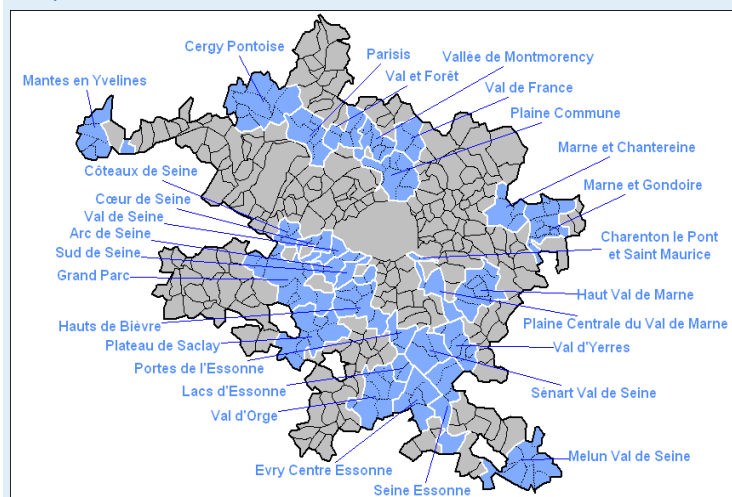 Cergy Pontoise
Parisis
Vallée de Montmorency
Val et Forêt
Mantes en Yvelines
Val de France
Plaine Commune
Marne et Chantereine
Côteaux de Seine
Marne et Gondoire
Cœur de Seine
Val de Seine
Arc de Seine
Charenton le Pont
et Saint Maurice
Sud de Seine
Grand Parc
Haut Val de Marne
Hauts de Bièvre
Plaine Centrale du Val de Marne
Plateau de Saclay
Val d'Yerres
Portes de l'Essonne
Lacs d'Essonne
Sénart Val de Seine
Val d'Orge
Melun Val de Seine
Evry Centre Essonne
Seine Essonne